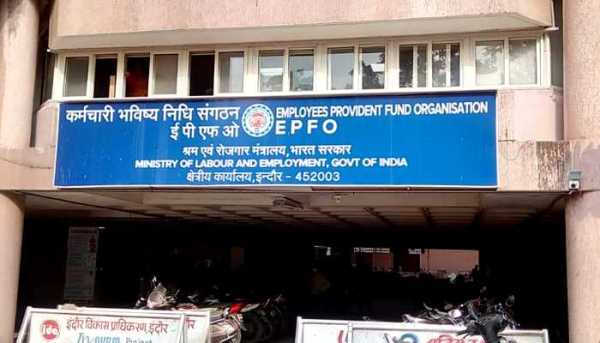 कर्मचारी भविष्य निधि संगठन EMPLOYEES PROVIDENT FUND ORGANISATION
ई पी एफ ओ EPFO
श्रम एवं रोजगार मंत्रालय, भारत सरकार
MINISTRY OF LABOUR AND EMPLOYMENT, GOVT OF INDIA
क्षेत्रीय कार्यालय, इन्दौर - 452003
इंदौर विकास प्राधिकरण, इंदौर